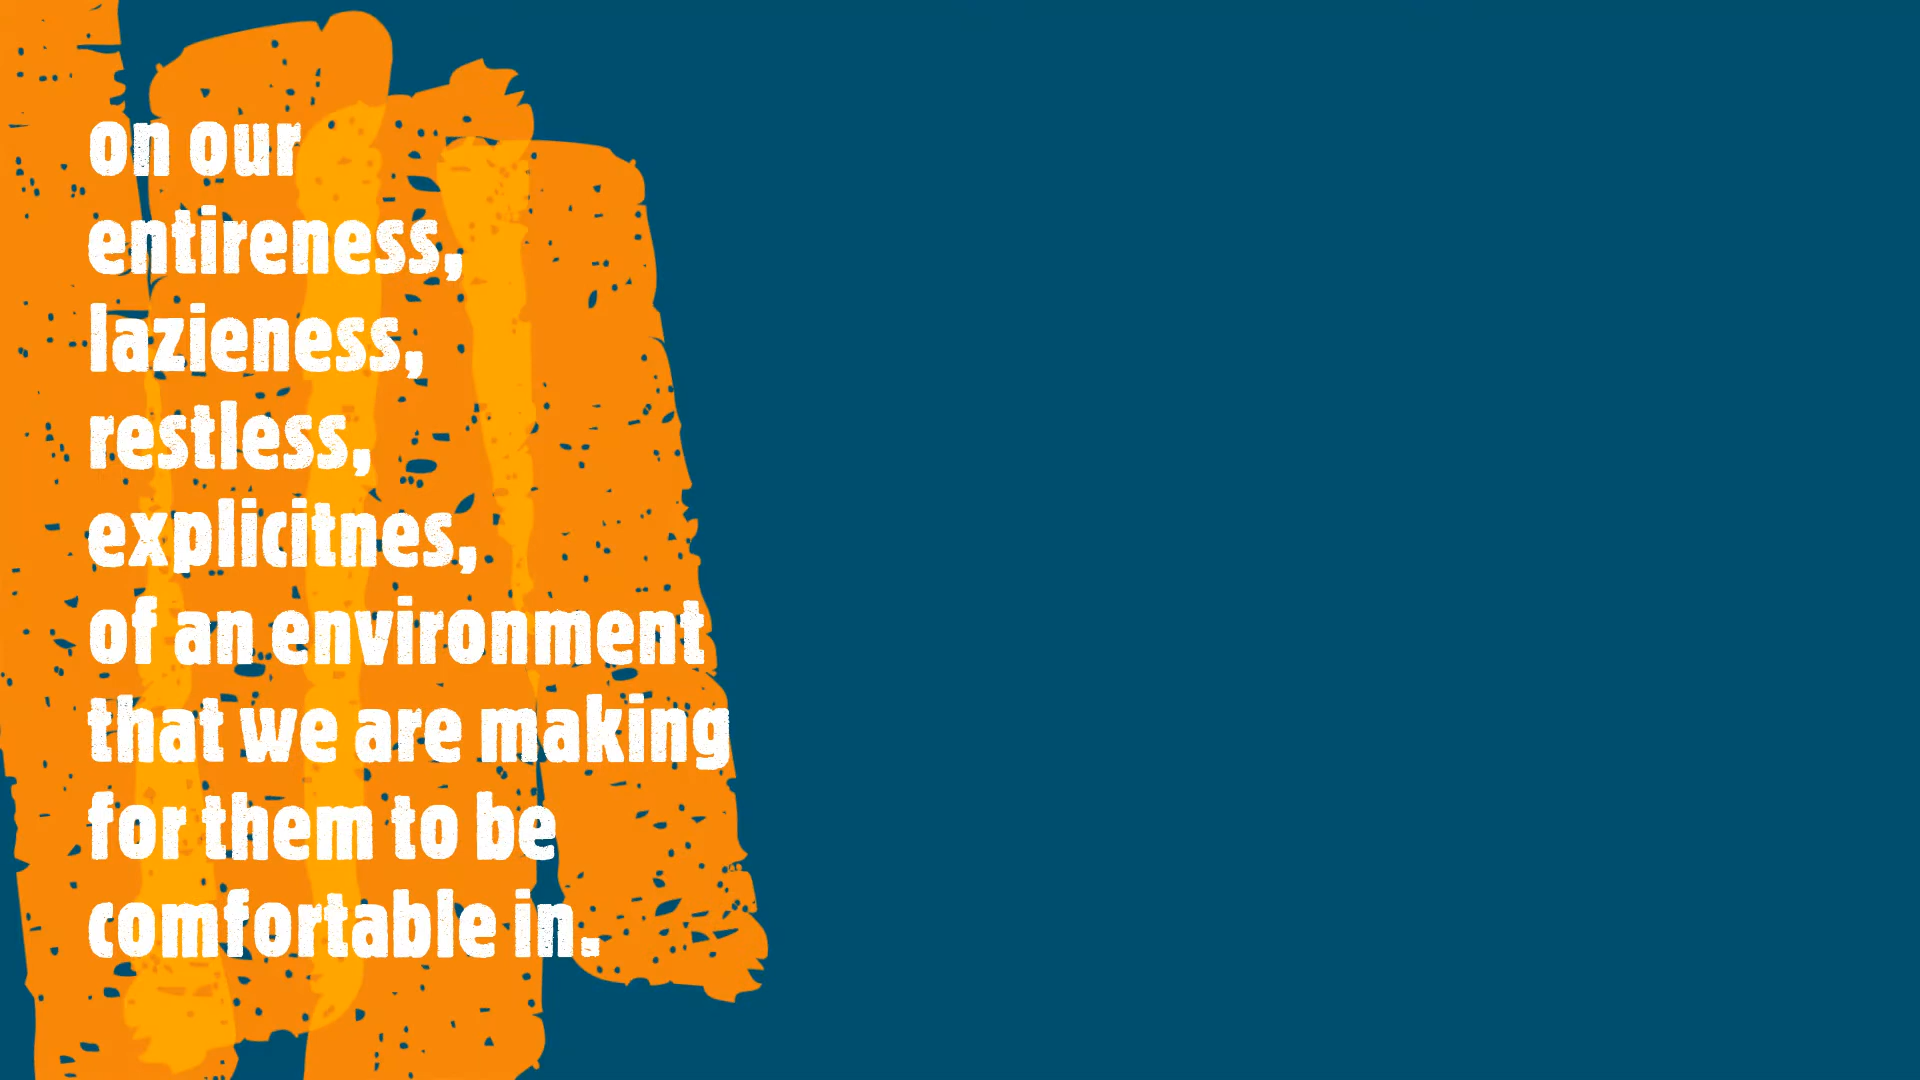 on our
entireness,
lazieness,
restless,
explicitnes,
of an environment
that we are making
for them to be
comfortable in.